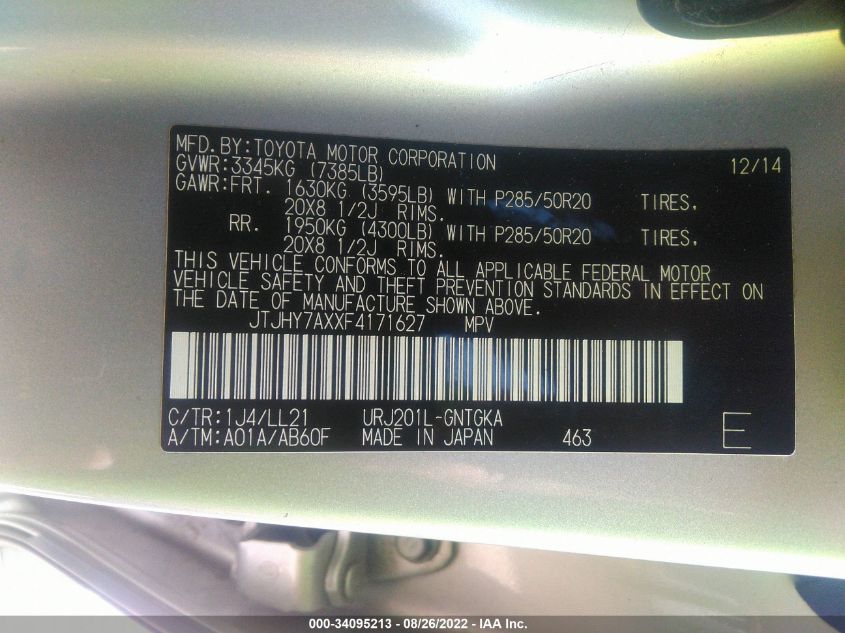 MFD.BY:TOYOTA MOTOR CORPORATION 12/14
GVWR:3345KG (7385LB)
GAWR:FRT. 1630KG (3595LB) WITH P285/50R20 TIRES,
20X8 1/2J RIMS.
RR. 1950KG (4300LB) WITH P285/50R20 TIRES,
20X8 1/2J RIMS.
THIS VEHICLE CONFORMS TO ALL APPLICABLE FEDERAL MOTOR
VEHICLE SAFETY AND THEFT PREVENTION STANDARDS IN EFFECT ON
THE DATE OF MANUFACTURE SHOWN ABOVE.
JTJHY7AXXF4171627 MPV
C/TR:1J4/LL21 URJ201L-GNTGKA
A/TM:A01A/AB60F MADE IN JAPAN 463 E
000-34095213 - 08/26/2022 - IAA Inc.